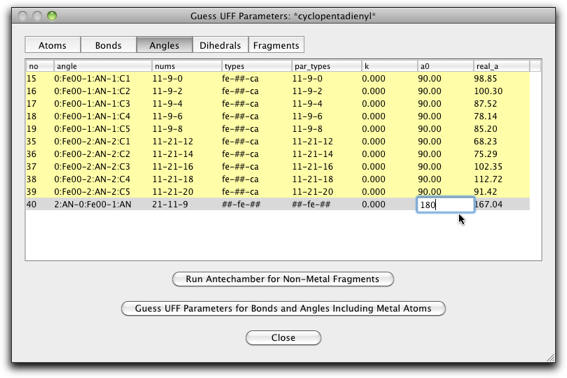 Guess UFF Parameters: *cyclopentadienyl*
Atoms Bonds Angles Dihedrals Fragments
no angle nums types par_types k a0 real_a
15 0:Fe00-1:AN-1:C1 11-9-0 fe-##-ca 11-9-0 0.000 90.00 98.85
16 0:Fe00-1:AN-1:C2 11-9-2 fe-##-ca 11-9-2 0.000 90.00 100.30
17 0:Fe00-1:AN-1:C3 11-9-4 fe-##-ca 11-9-4 0.000 90.00 87.52
18 0:Fe00-1:AN-1:C4 11-9-6 fe-##-ca 11-9-6 0.000 90.00 78.14
19 0:Fe00-1:AN-1:C5 11-9-8 fe-##-ca 11-9-8 0.000 90.00 85.20
35 0:Fe00-2:AN-2:C1 11-21-12 fe-##-ca 11-21-12 0.000 90.00 68.23
36 0:Fe00-2:AN-2:C2 11-21-14 fe-##-ca 11-21-14 0.000 90.00 75.29
37 0:Fe00-2:AN-2:C3 11-21-16 fe-##-ca 11-21-16 0.000 90.00 102.35
38 0:Fe00-2:AN-2:C4 11-21-18 fe-##-ca 11-21-18 0.000 90.00 112.72
39 0:Fe00-2:AN-2:C5 11-21-20 fe-##-ca 11-21-20 0.000 90.00 91.42
40 2:AN-0:Fe00-1:AN 21-11-9 ##-fe-## ##-fe-## 0.000 180 167.04
Run Antechamber for Non-Metal Fragments
Guess UFF Parameters for Bonds and Angles Including Metal Atoms
Close